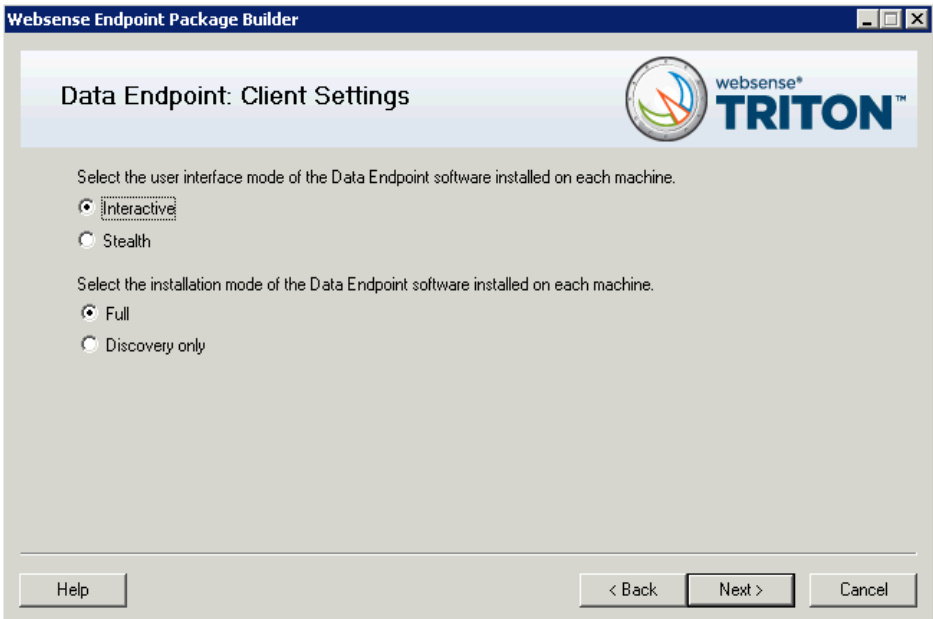 Websense Endpoint Package Builder
Data Endpoint: Client Settings
websense®
TRITON™
Select the user interface mode of the Data Endpoint software installed on each machine.
Interactive
Stealth
Select the installation mode of the Data Endpoint software installed on each machine.
Full
Discovery only
Help
< Back
Next >
Cancel